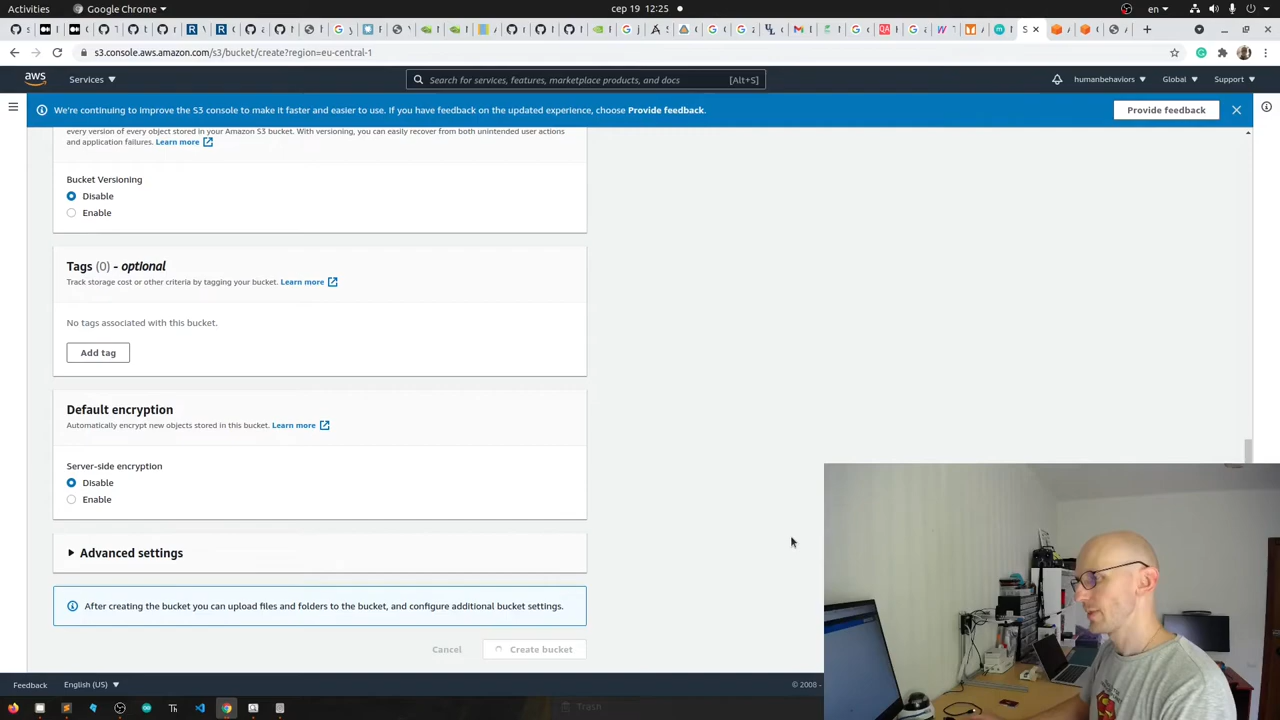 Activities
Google Chrome
сер 19 12:25
en
s3.console.aws.amazon.com/s3/bucket/create?region=eu-central-1
aws
Services
Search for services, features, marketplace products, and docs
[Alt+S]
humanbehaviors
Global
Support
We're continuing to improve the S3 console to make it faster and easier to use. If you have feedback on the updated experience, choose Provide feedback.
Provide feedback
every version of every object stored in your Amazon S3 bucket. With versioning, you can easily recover from both unintended user actions
and application failures. Learn more
Bucket Versioning
Disable
Enable
Tags (0) - optional
Track storage cost or other criteria by tagging your bucket. Learn more
No tags associated with this bucket.
Add tag
Default encryption
Automatically encrypt new objects stored in this bucket. Learn more
Server-side encryption
Disable
Enable
Advanced settings
After creating the bucket you can upload files and folders to the bucket, and configure additional bucket settings.
Cancel
Create bucket
Feedback
English (US)
© 2008 -
Trash